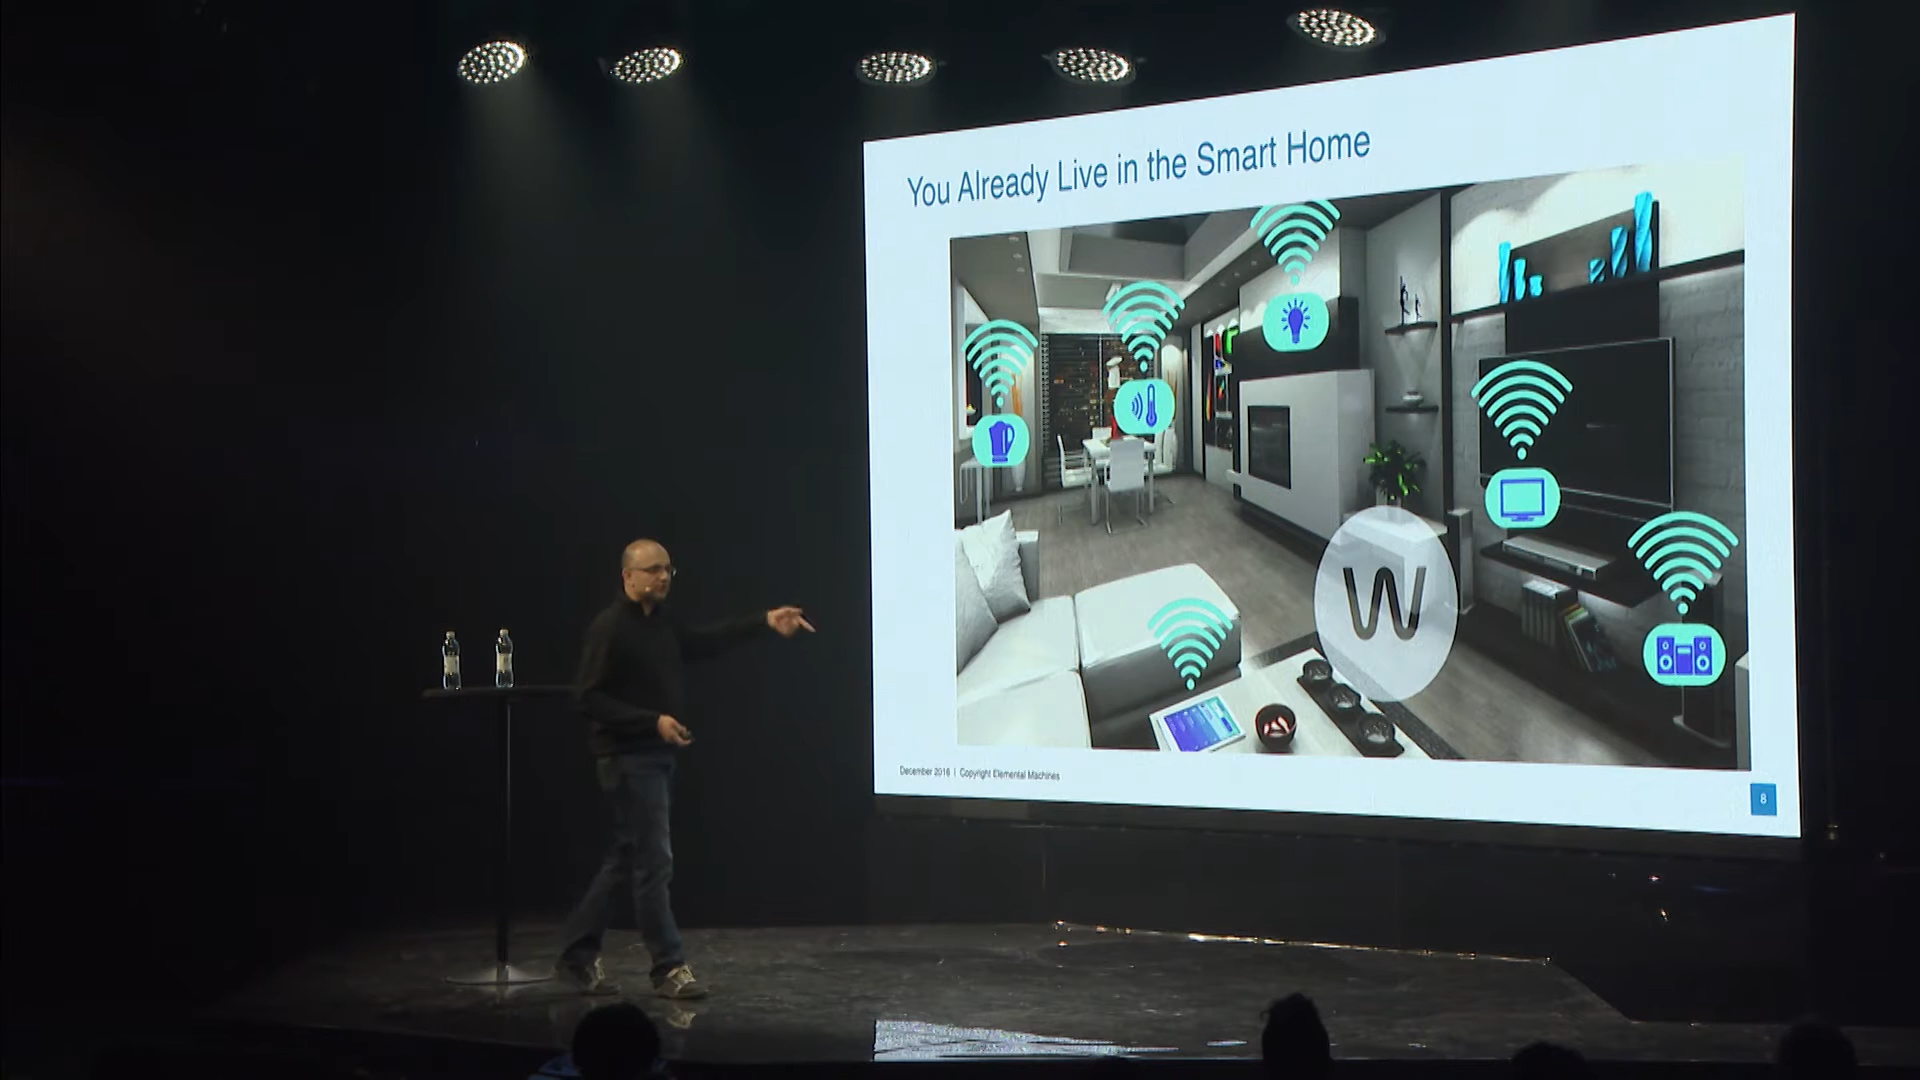 You Already Live in the Smart Home
W
December 2016 | Copyright Elemental Machines
8